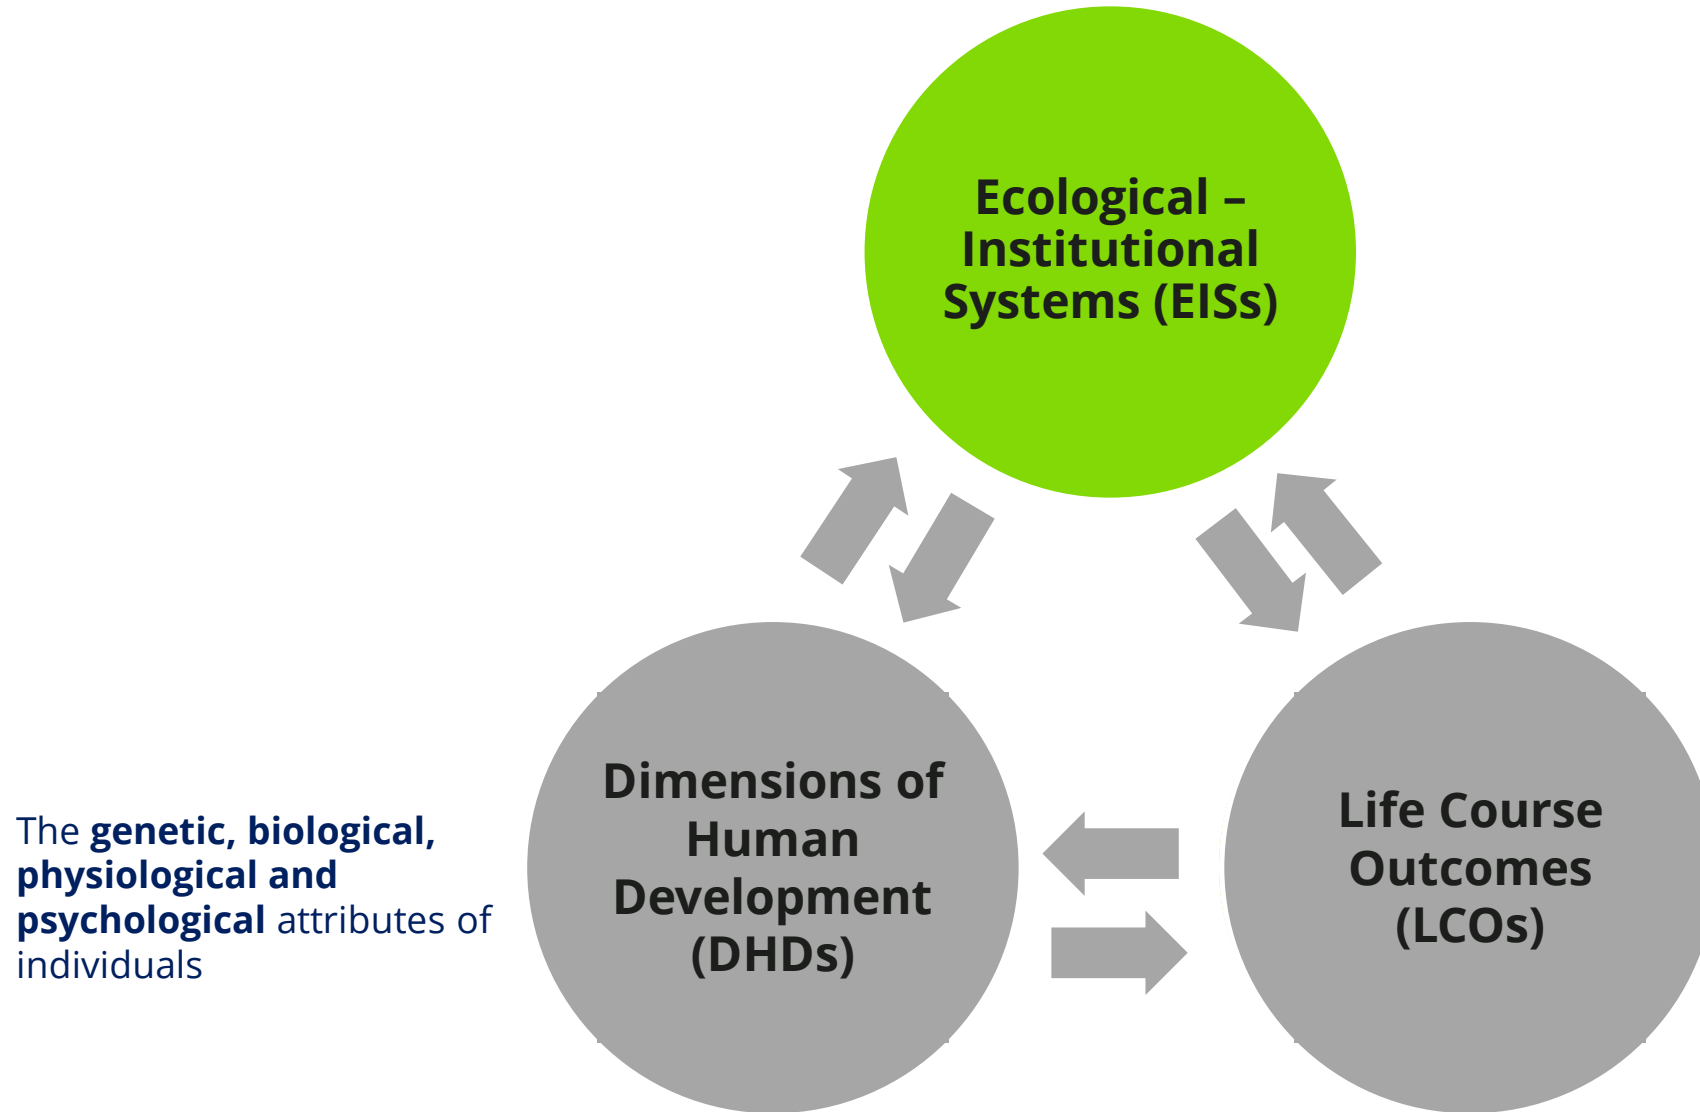 Ecological –
Institutional
Systems (EISs)
Dimensions of
Human
Development
(DHDs)
Life Course
Outcomes
(LCOs)
The genetic, biological,
physiological and
psychological attributes of
individuals